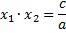 x₁ · x₂ = c/a